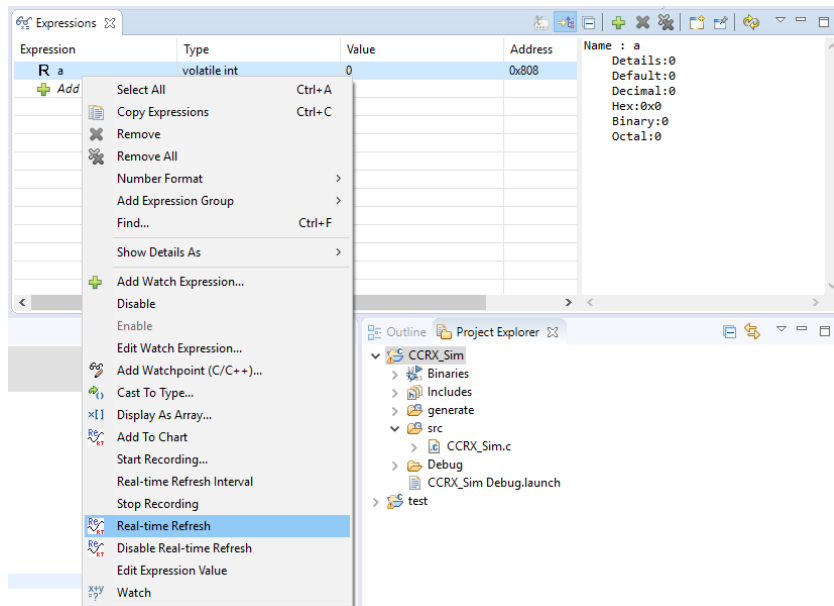 Expressions
Expression Type Value Address
R a volatile int 0 0x808
Add
Name : a
Details:0
Default:0
Decimal:0
Hex:0x0
Binary:0
Octal:0
Select All Ctrl+A
Copy Expressions Ctrl+C
Remove
Remove All
Number Format
Add Expression Group
Find... Ctrl+F
Show Details As
Add Watch Expression...
Disable
Enable
Edit Watch Expression...
Add Watchpoint (C/C++)...
Cast To Type...
Display As Array...
Add To Chart
Start Recording...
Real-time Refresh Interval
Stop Recording
Real-time Refresh
Disable Real-time Refresh
Edit Expression Value
Watch
Outline Project Explorer
CCRX_Sim
Binaries
Includes
generate
src
CCRX_Sim.c
Debug
CCRX_Sim Debug.launch
test